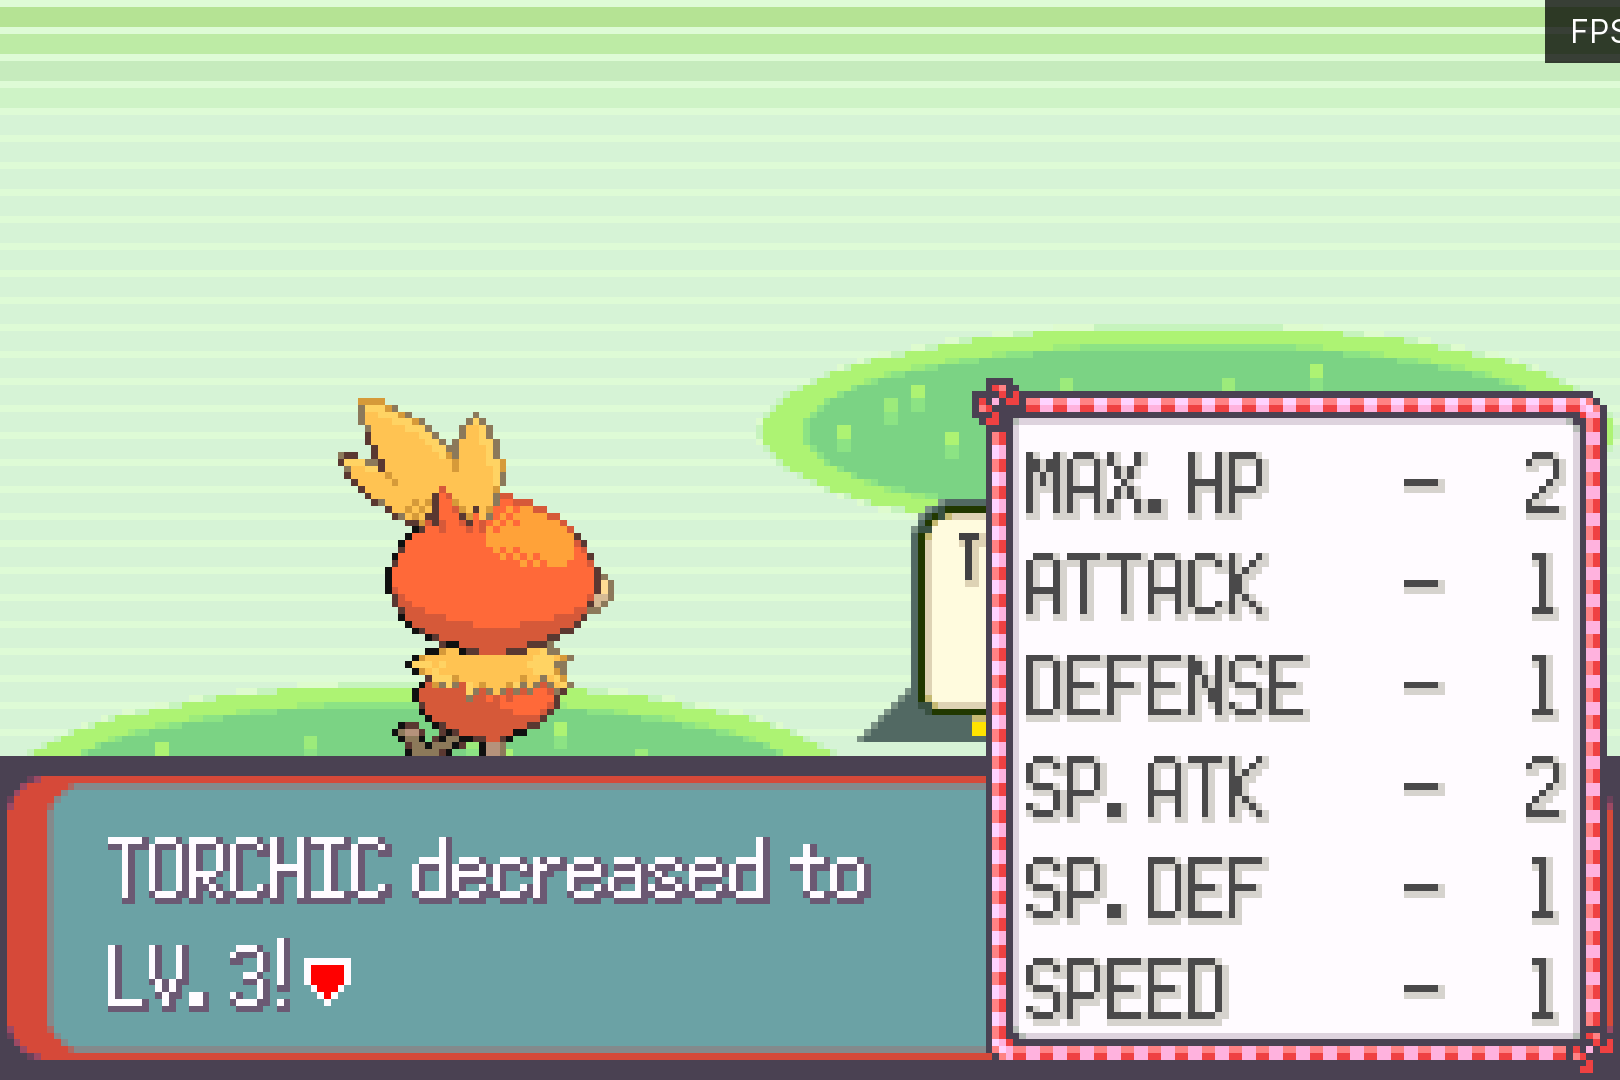 FPS
T
MAX. HP - 2
ATTACK - 1
DEFENSE - 1
SP. ATK - 2
SP. DEF - 1
SPEED - 1
TORCHIC decreased to
LV. 3!